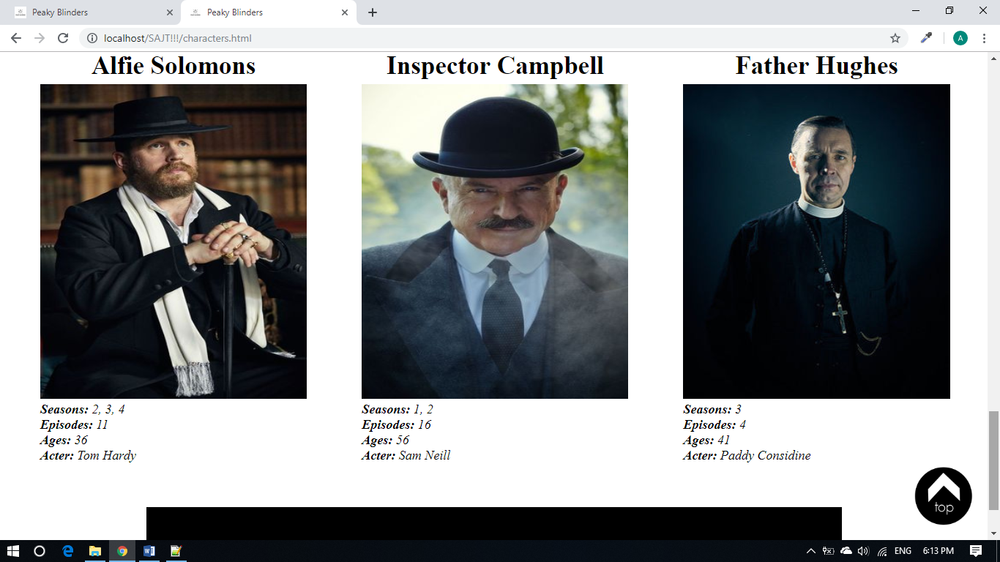 Peaky Blinders
Peaky Blinders
localhost/SAJT!!!/characters.html
A
Alfie Solomons
Inspector Campbell
Father Hughes
Seasons: 2, 3, 4
Episodes: 11
Ages: 36
Acter: Tom Hardy
Seasons: 1, 2
Episodes: 16
Ages: 56
Acter: Sam Neill
Seasons: 3
Episodes: 4
Ages: 41
Acter: Paddy Considine
top
ENG
6:13 PM